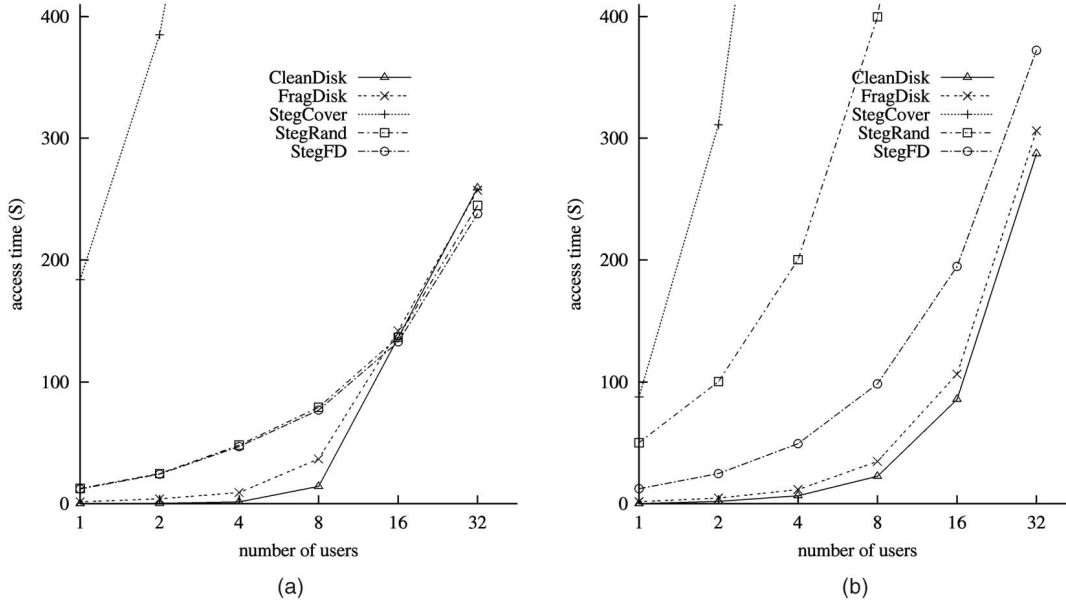 400
300
200
100
0
access time (S)
CleanDisk
FragDisk
StegCover
StegRand
StegFD
1 2 4 8 16 32
number of users
(a)
400
300
200
100
0
access time (S)
CleanDisk
FragDisk
StegCover
StegRand
StegFD
1 2 4 8 16 32
number of users
(b)